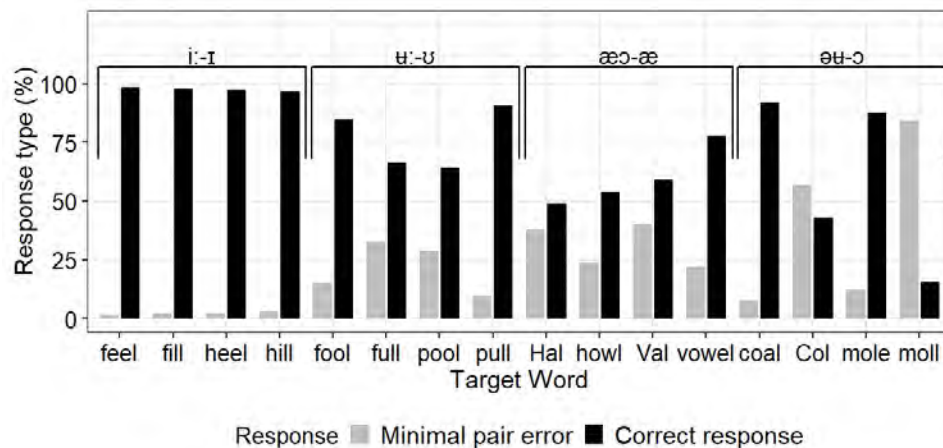 iː-ɪ ʉː-ʊ æɔ-æ əʉ-ɔ
Response type (%)
100
75
50
25
0
feel fill heel hill fool full pool pull Hal howl Val vowel coal Col mole moll
Target Word
Response Minimal pair error Correct response